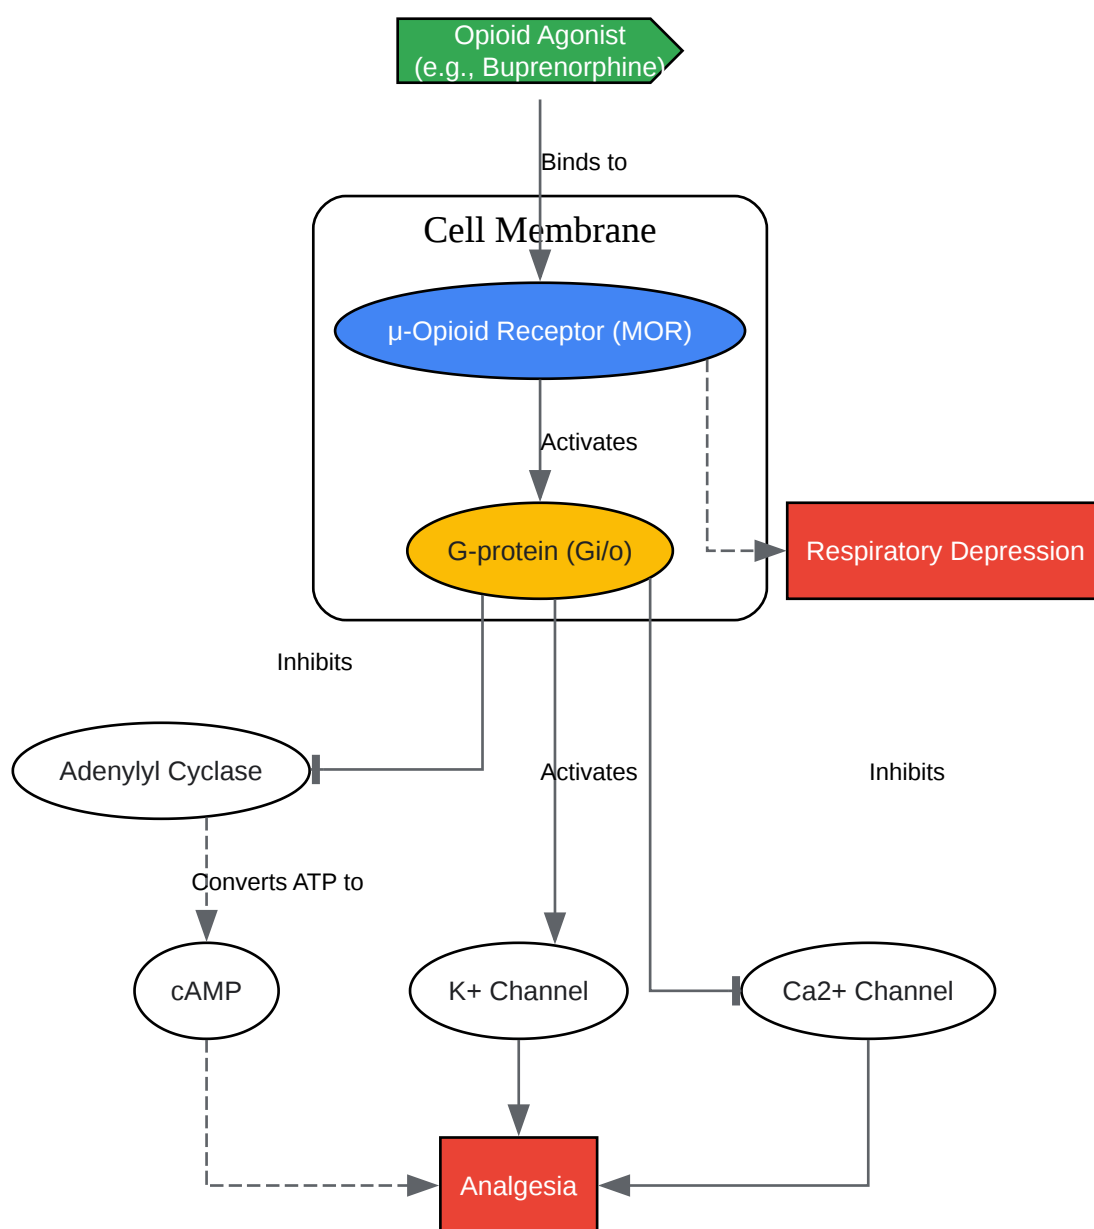 Opioid Agonist
(e.g., Buprenorphine)
Binds to
Cell Membrane
μ-Opioid Receptor (MOR)
Activates
G-protein (Gi/o)
Respiratory Depression
Inhibits
Adenylyl Cyclase
Activates
Inhibits
Converts ATP to
cAMP
K+ Channel
Ca2+ Channel
Analgesia